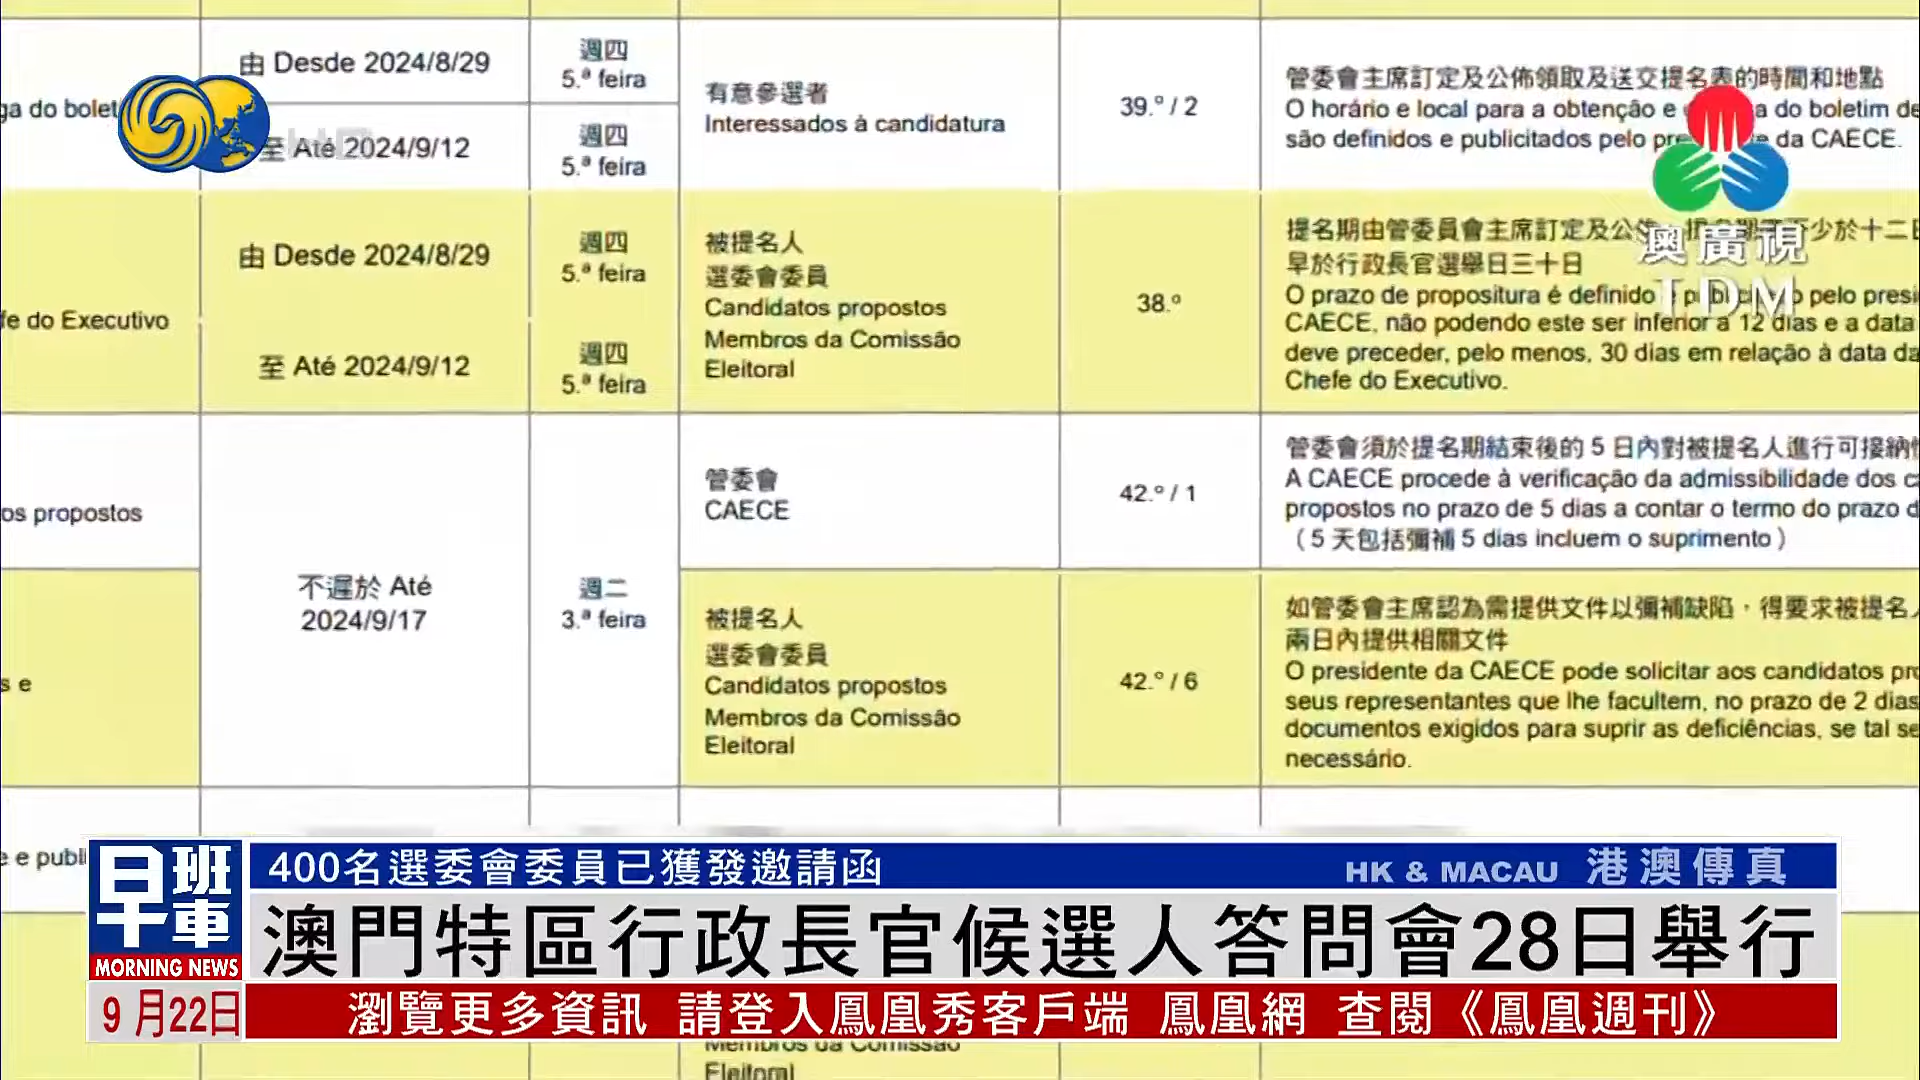 由 Desde 2024/8/29
週四
5.ª feira
有意參選者
Interessados à candidatura
39.º / 2
管委會主席訂定及公佈領取及送交提名表的時間和地點
O horário e local para a obtenção e
a do boletim de
são definidos e publicitados pelo
da CAECE.
至 Até 2024/9/12
週四
5.ª feira
澳廣視
TDM
fe do Executivo
由 Desde 2024/8/29
週四
5.ª feira
至 Até 2024/9/12
週四
5.ª feira
被提名人
選委會委員
Candidatos propostos
Membros da Comissão
Eleitoral
38.º
提名期由管委員會主席訂定及公
少於十二日
早於行政長官選舉日三十日
O prazo de propositura é definido
pelo presi
CAECE, não podendo este ser inferior a 12 dias e a data
deve preceder, pelo menos, 30 dias em relação à data da
Chefe do Executivo.
os propostos
不遲於 Até
2024/9/17
週二
3.ª feira
管委會
CAECE
42.º / 1
管委會須於提名期結束後的 5 日內對被提名人進行可接納
A CAECE procede à verificação da admissibilidade dos c
propostos no prazo de 5 dias a contar o termo do prazo d
（5 天包括彌補 5 dias incluem o suprimento）
s e
被提名人
選委會委員
Candidatos propostos
Membros da Comissão
Eleitoral
42.º / 6
如管委會主席認為需提供文件以彌補缺陷，得要求被提名人
兩日內提供相關文件
O presidente da CAECE pode solicitar aos candidatos pro
seus representantes que lhe facultem, no prazo de 2 dias
documentos exigidos para suprir as deficiências, se tal se
necessário.
e e publi
早班車
MORNING NEWS
400名選委會委員已獲發邀請函
HK & MACAU 港澳傳真
澳門特區行政長官候選人答問會28日舉行
9月22日
瀏覽更多資訊 請登入鳳凰秀客戶端 鳳凰網 查閱《鳳凰週刊》
Membros da Comissão
Eleitoral